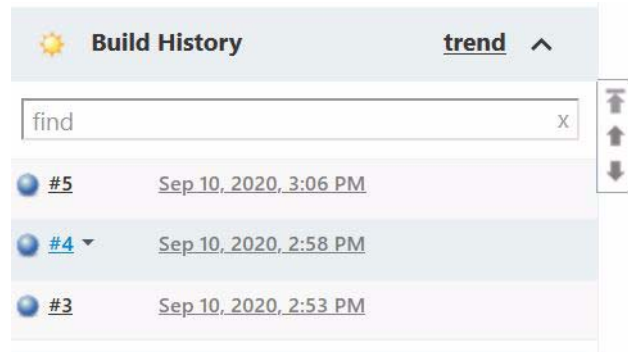 Build History trend
find x
#5 Sep 10, 2020, 3:06 PM
#4 Sep 10, 2020, 2:58 PM
#3 Sep 10, 2020, 2:53 PM